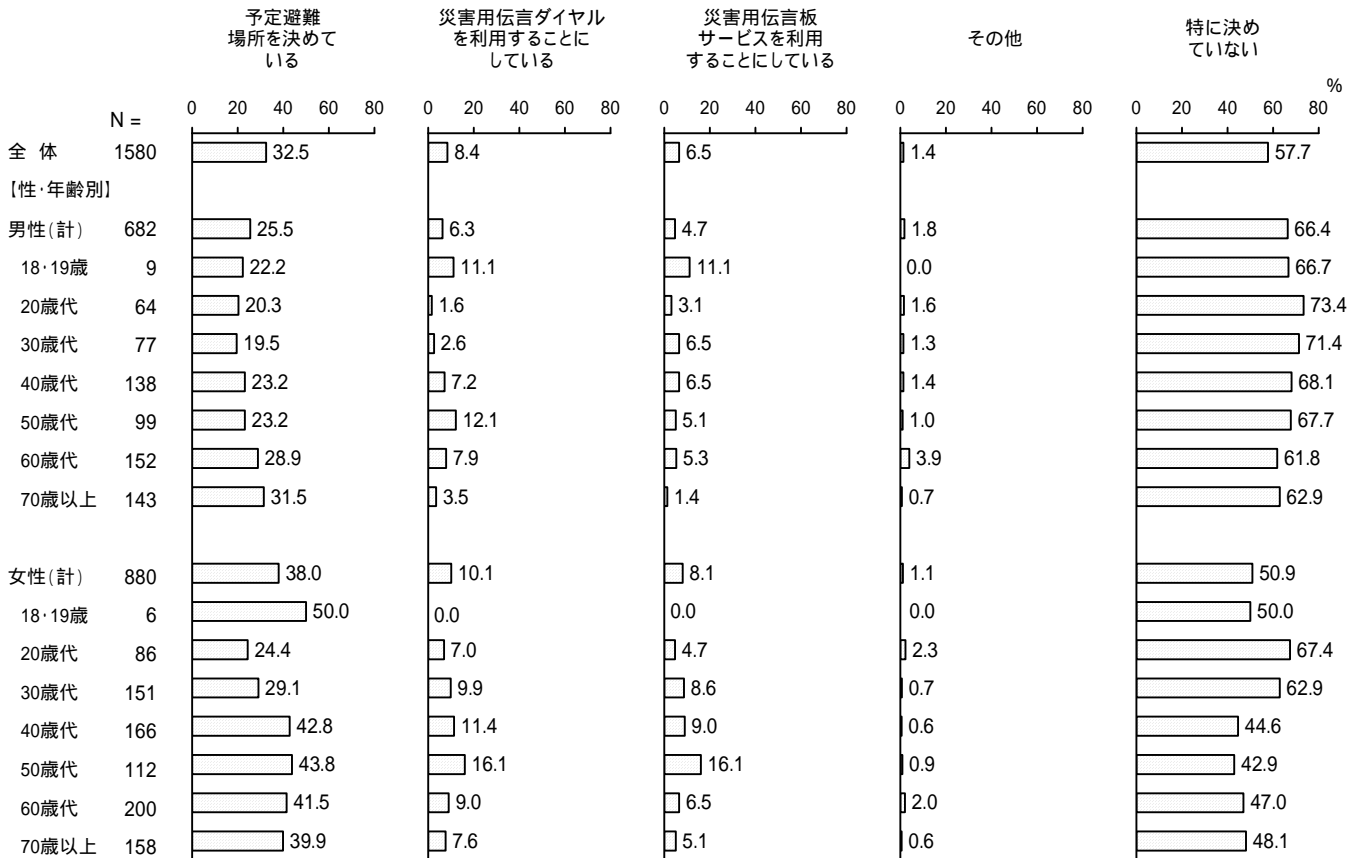 予定避難
場所を決めて
いる
災害用伝言ダイヤル
を利用することに
している
災害用伝言板
サービスを利用
することにしている
その他
特に決め
ていない
%
N = 0 20 40 60 80 0 20 40 60 80 0 20 40 60 80 0 20 40 60 80 0 20 40 60 80
全 体 1580 32.5 8.4 6.5 1.4 57.7
【性・年齢別】
男性(計) 682 25.5 6.3 4.7 1.8 66.4
18・19歳 9 22.2 11.1 11.1 0.0 66.7
20歳代 64 20.3 1.6 3.1 1.6 73.4
30歳代 77 19.5 2.6 6.5 1.3 71.4
40歳代 138 23.2 7.2 6.5 1.4 68.1
50歳代 99 23.2 12.1 5.1 1.0 67.7
60歳代 152 28.9 7.9 5.3 3.9 61.8
70歳以上 143 31.5 3.5 1.4 0.7 62.9
女性(計) 880 38.0 10.1 8.1 1.1 50.9
18・19歳 6 50.0 0.0 0.0 0.0 50.0
20歳代 86 24.4 7.0 4.7 2.3 67.4
30歳代 151 29.1 9.9 8.6 0.7 62.9
40歳代 166 42.8 11.4 9.0 0.6 44.6
50歳代 112 43.8 16.1 16.1 0.9 42.9
60歳代 200 41.5 9.0 6.5 2.0 47.0
70歳以上 158 39.9 7.6 5.1 0.6 48.1